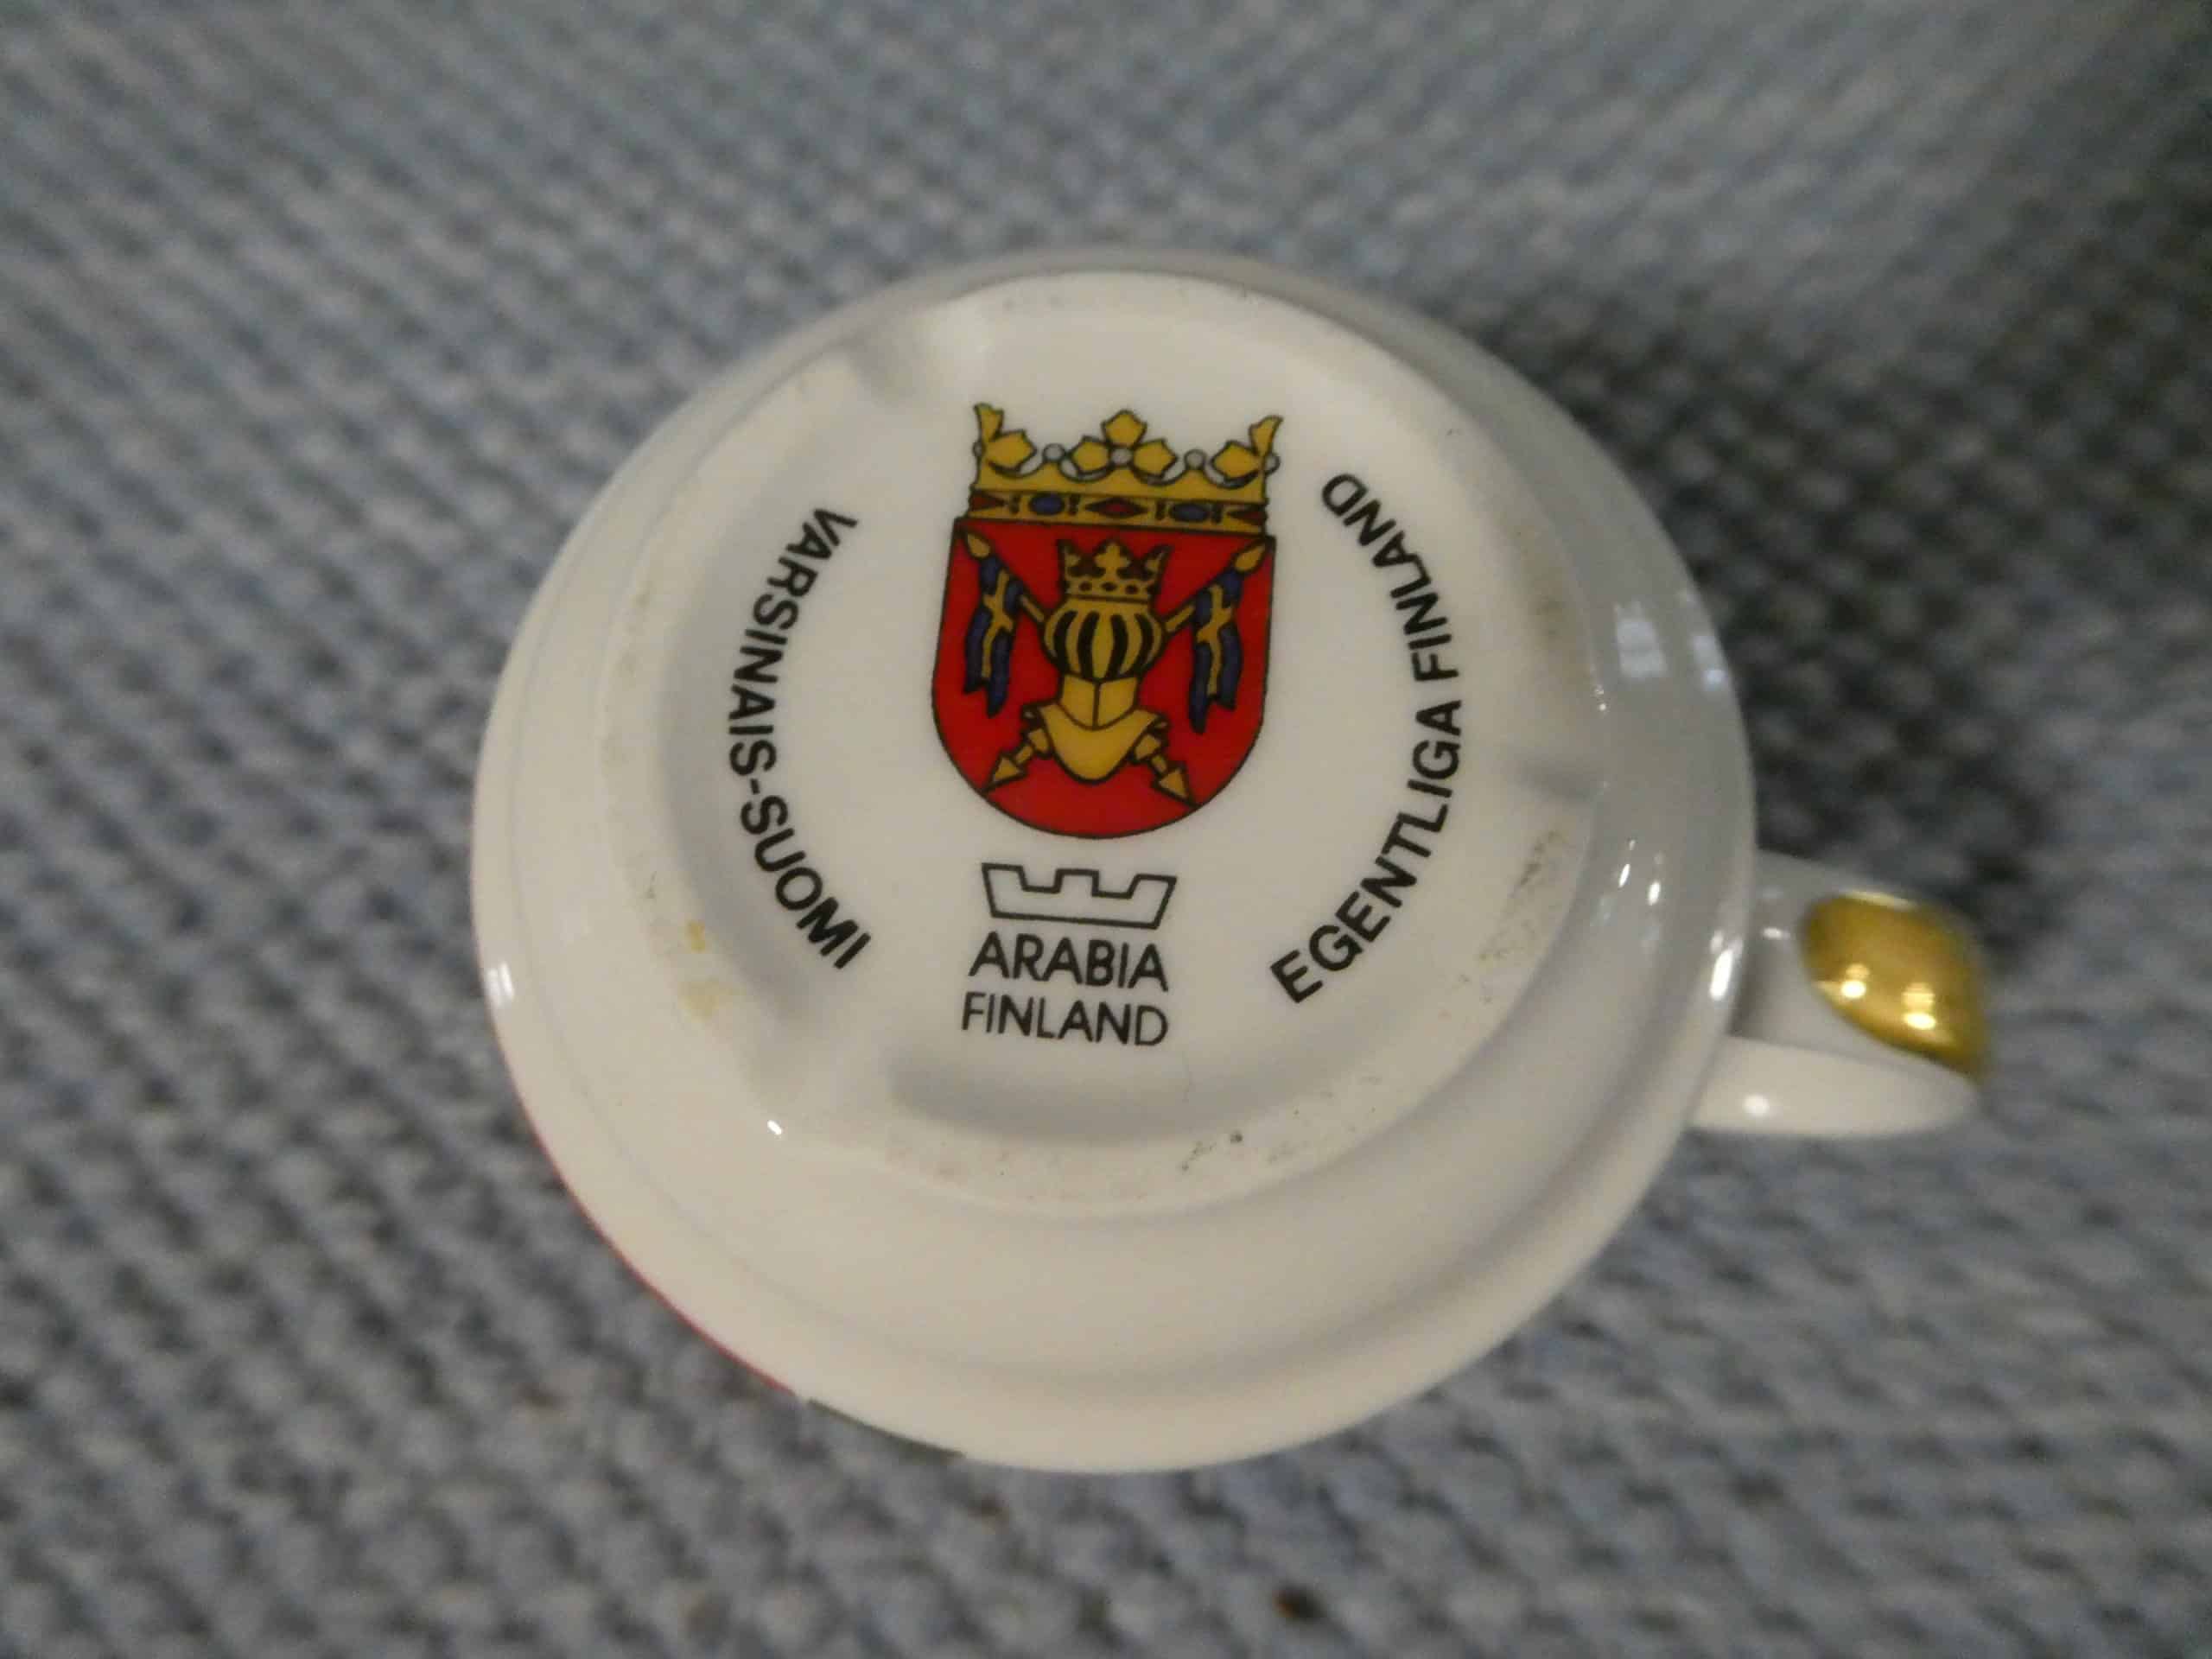 VARSINAIS-SUOMI
EGENTLIGA FINLAND
ARABIA
FINLAND